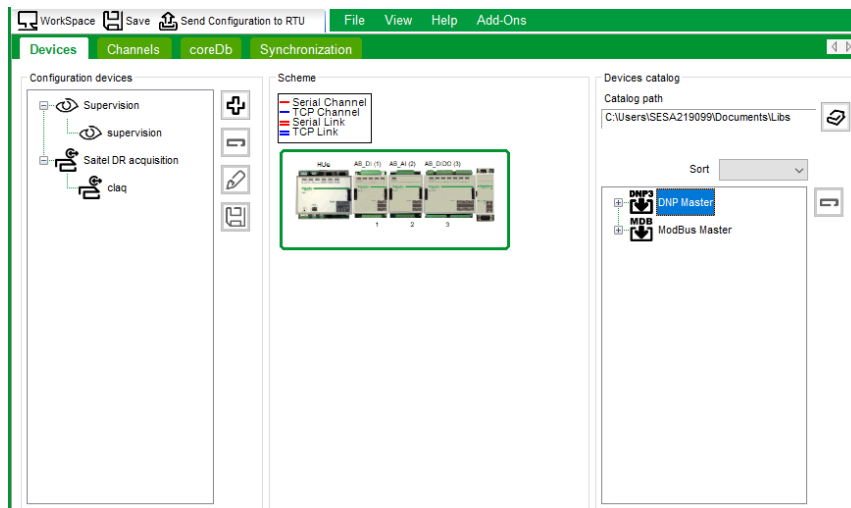 WorkSpace Save Send Configuration to RTU File View Help Add-Ons
Devices Channels coreDb Synchronization
Configuration devices
Supervision
supervision
Saitel DR acquisition
claq
Scheme
Serial Channel
TCP Channel
Serial Link
TCP Link
HUe AB_DI (1) AB_AI (2) AB_DIDO (3)
1 2 3
Devices catalog
Catalog path
C:\Users\SESA219099\Documents\Libs
Sort
DNP3
DNP Master
MDB
ModBus Master